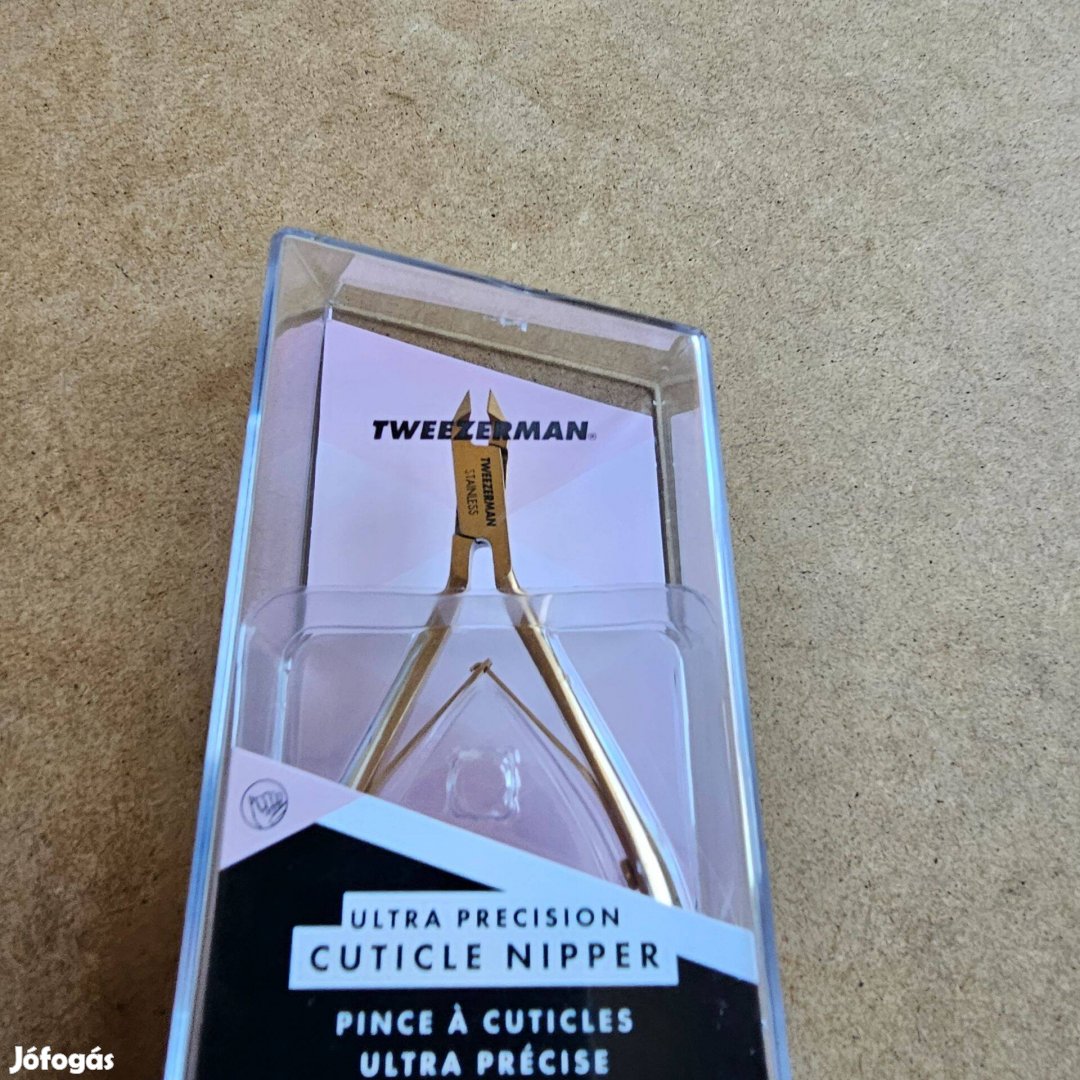 TWEEZERMAN®
TWEEZERMAN
STAINLESS
ULTRA PRECISION
CUTICLE NIPPER
PINCE À CUTICLES
ULTRA PRÉCISE
Jófogás